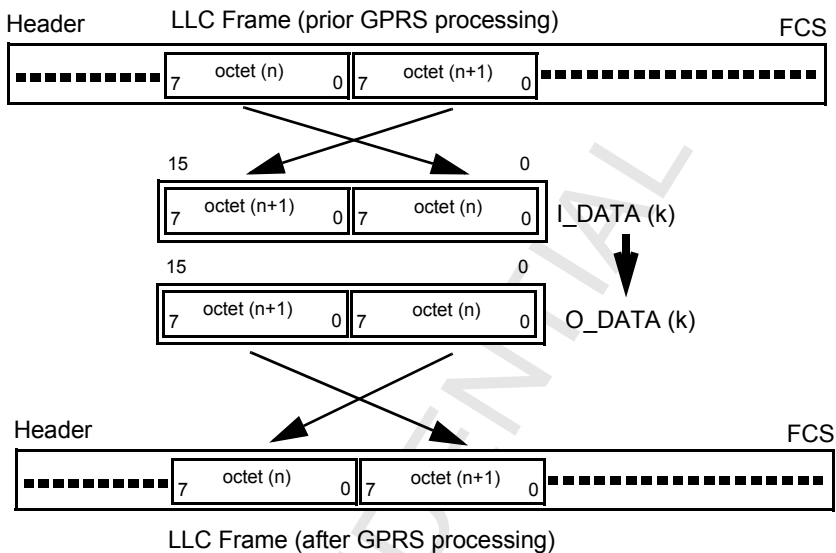 Header LLC Frame (prior GPRS processing) FCS
7 octet (n) 0 7 octet (n+1) 0
15 0
7 octet (n+1) 0 7 octet (n) 0 I_DATA (k)
15 0
7 octet (n+1) 0 7 octet (n) 0 O_DATA (k)
Header FCS
7 octet (n) 0 7 octet (n+1) 0
LLC Frame (after GPRS processing)
DENTIAL